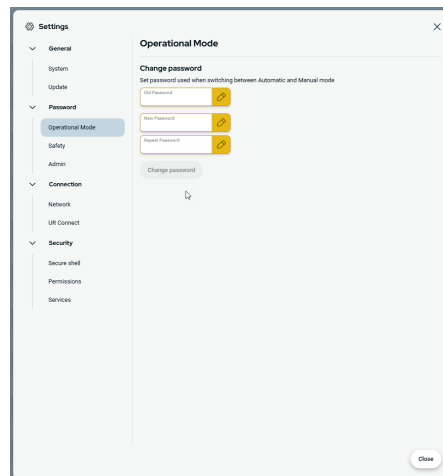 Settings
General
System
Update
Password
Operational Mode
Safety
Admin
Connection
Network
UR Connect
Security
Secure shell
Permissions
Services
Operational Mode
Change password
Set password used when switching between Automatic and Manual mode
Old Password
New Password
Repeat Password
Change password
Close